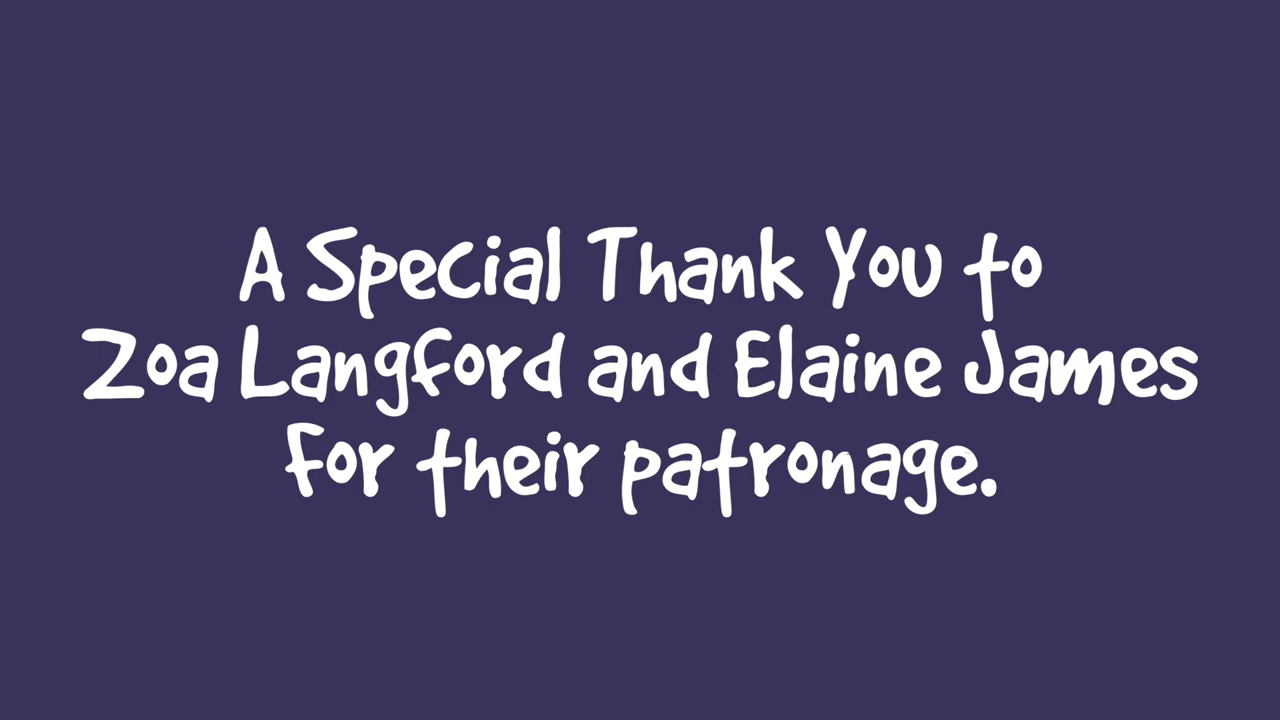 A Special Thank You to
Zoa Langford and Elaine James
for their patronage.